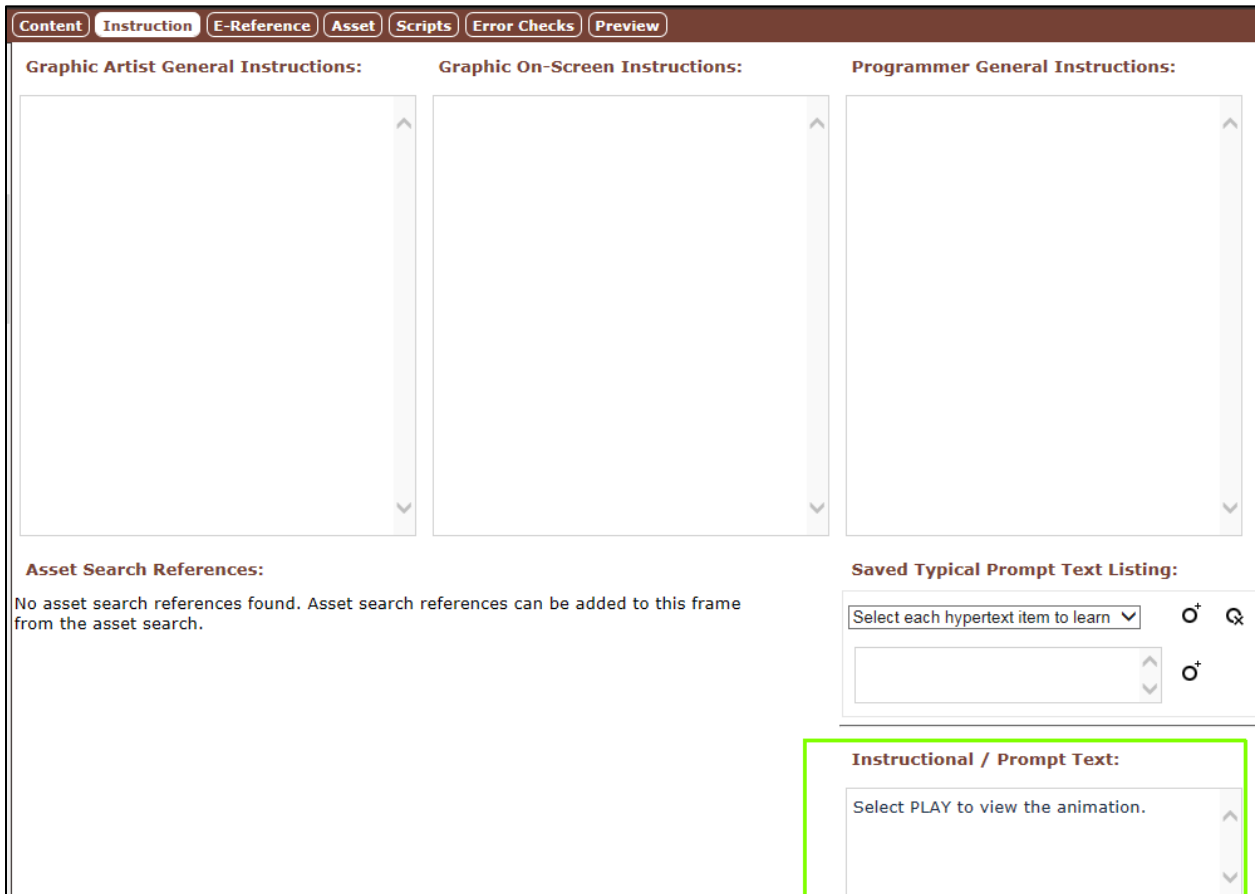 Content Instruction E-Reference Asset Scripts Error Checks Preview
Graphic Artist General Instructions: Graphic On-Screen Instructions: Programmer General Instructions:
Asset Search References:
No asset search references found. Asset search references can be added to this frame
from the asset search.
Saved Typical Prompt Text Listing:
Select each hypertext item to learn
Instructional / Prompt Text:
Select PLAY to view the animation.